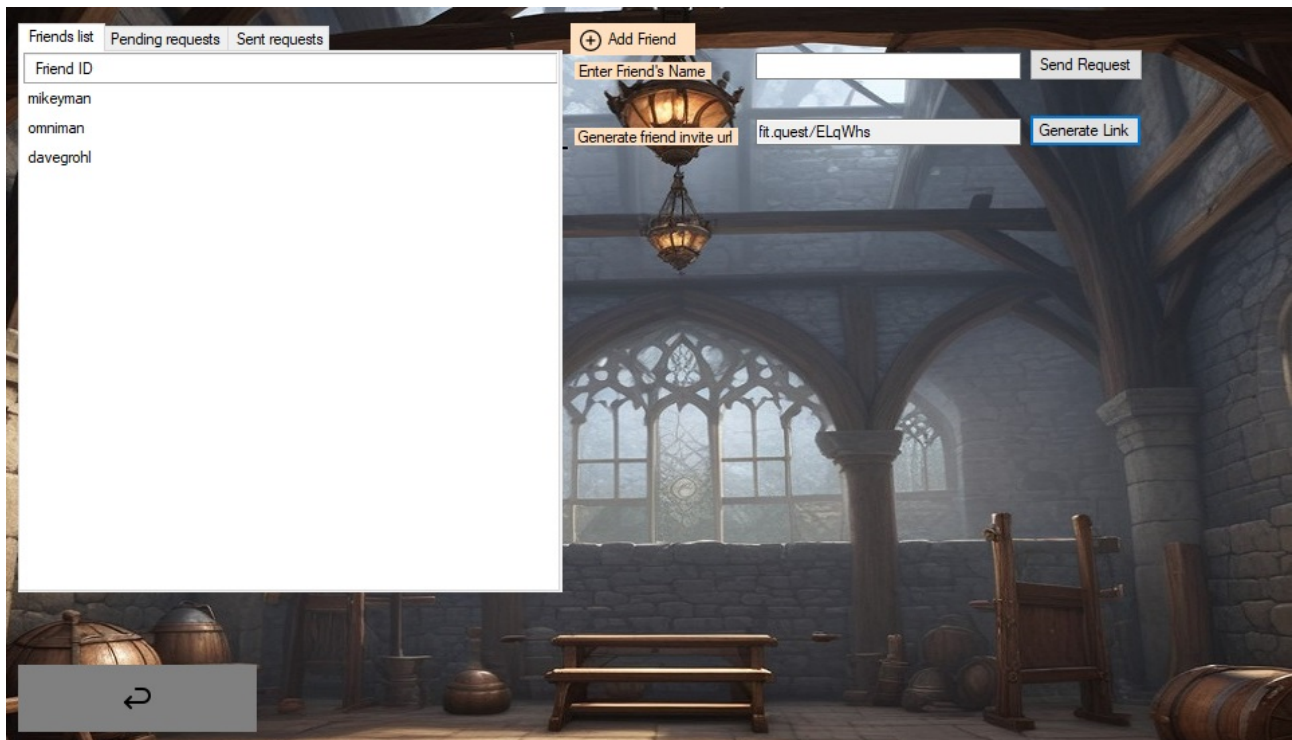 Friends list Pending requests Sent requests
Friend ID
mikeyman
omniman
davegrohl
Add Friend
Enter Friend's Name
Send Request
Generate friend invite url
fit.quest/ELqWhs
Generate Link